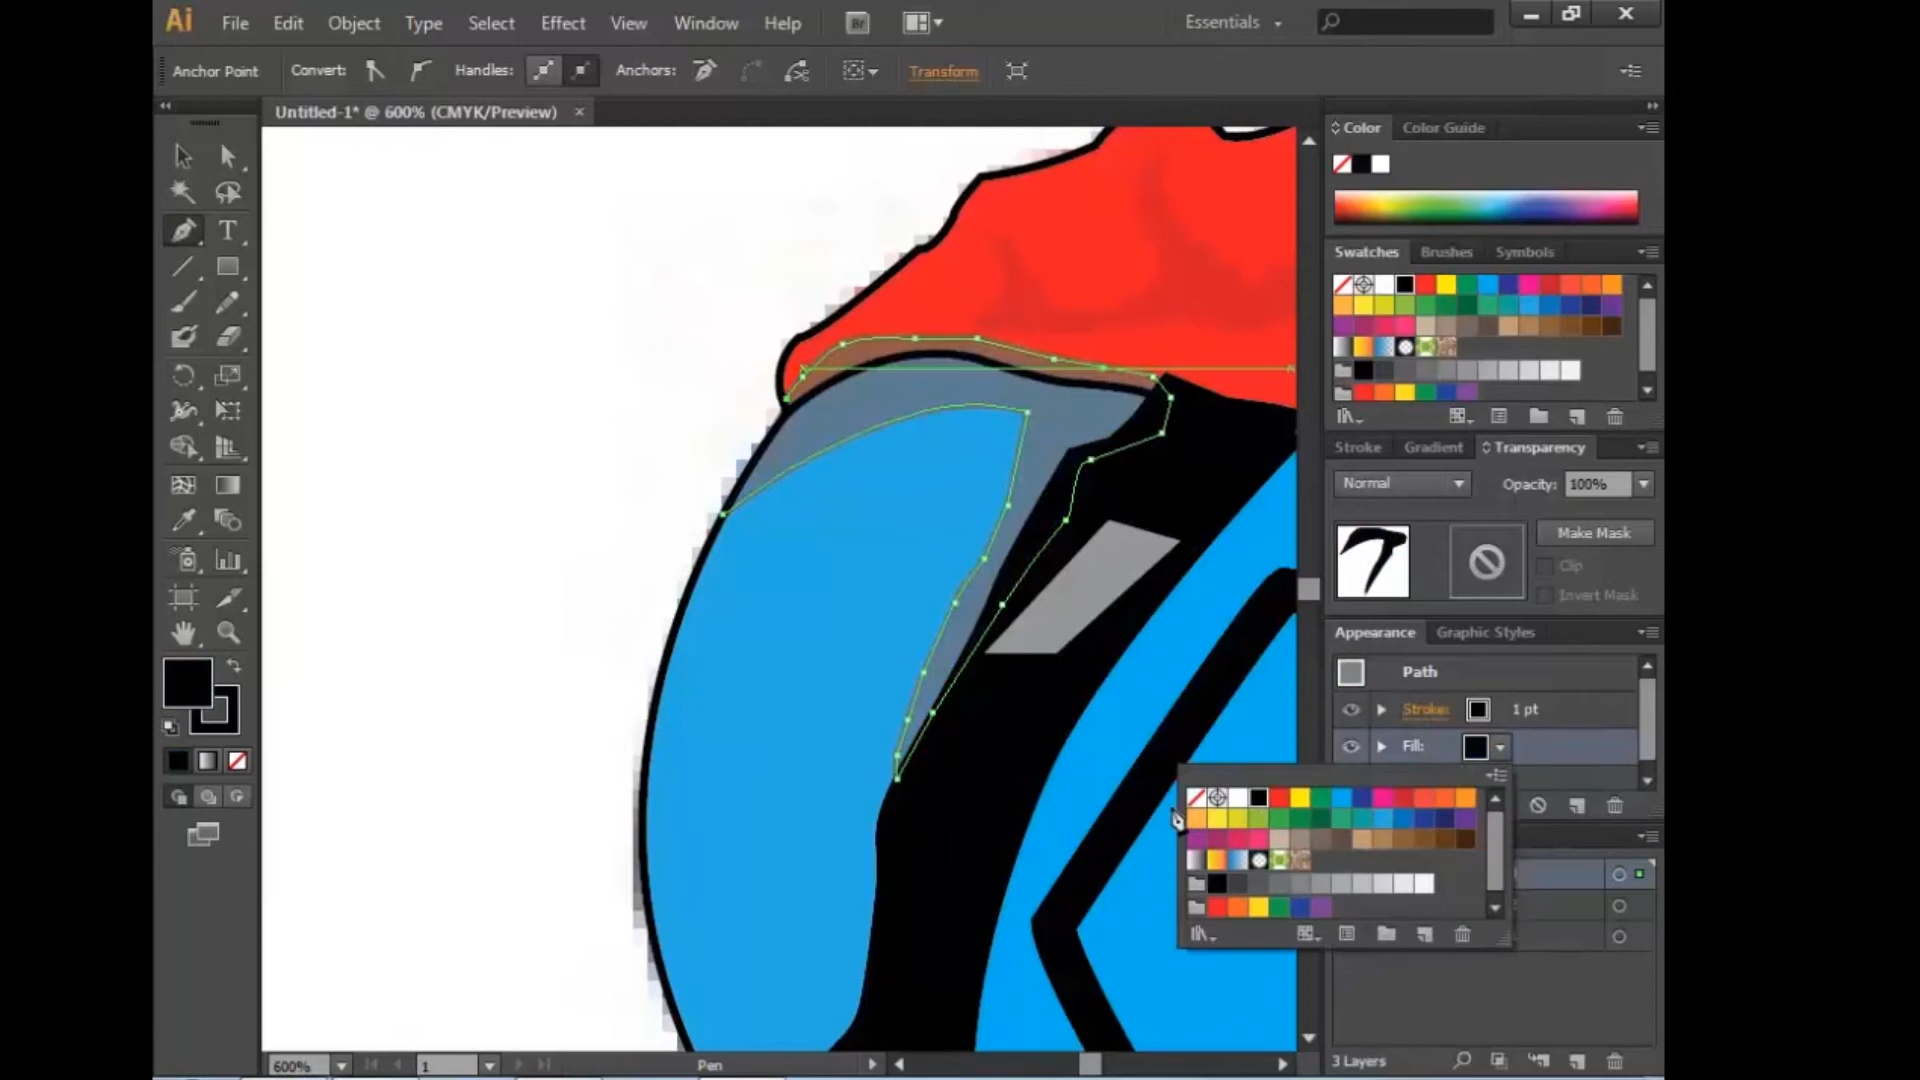 Ai File Edit Object Type Select Effect View Window Help Br Essentials
Anchor Point Convert: Handles: Anchors: Transform
Untitled-1* @ 600% (CMYK/Preview)
Color Color Guide
Swatches Brushes Symbols
Stroke Gradient Transparency
Normal Opacity: 100%
Make Mask
Clip
Invert Mask
Appearance Graphic Styles
Path
Stroke: 1 pt
Fill:
600% 1 Pen 3 Layers